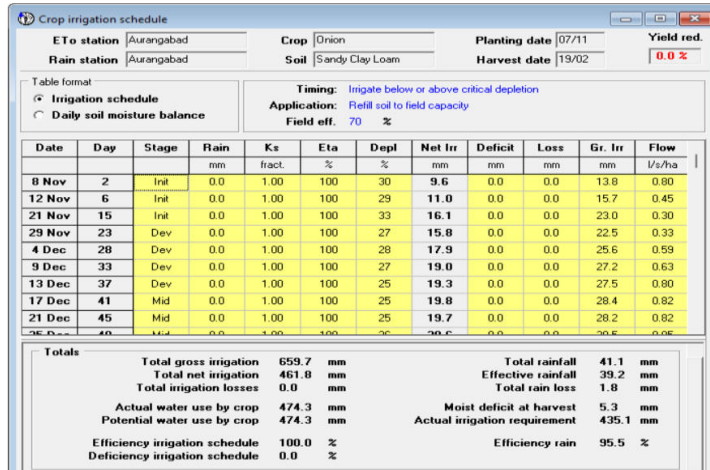 Crop irrigation schedule
ETo station Aurangabad Crop Onion Planting date 07/11 Yield red.
Rain station Aurangabad Soil Sandy Clay Loam Harvest date 19/02 0.0 %
Table format
Irrigation schedule
Daily soil moisture balance
Timing: Irrigate below or above critical depletion
Application: Refill soil to field capacity
Field eff. 70 %
Date Day Stage Rain Ks Eta Depl Net Irr Deficit Loss Gr. Irr Flow
mm fract. % % mm mm mm mm l/s/ha
8 Nov 2 Init 0.0 1.00 100 30 9.6 0.0 0.0 13.8 0.80
12 Nov 6 Init 0.0 1.00 100 29 11.0 0.0 0.0 15.7 0.45
21 Nov 15 Init 0.0 1.00 100 33 16.1 0.0 0.0 23.0 0.30
29 Nov 23 Dev 0.0 1.00 100 27 15.8 0.0 0.0 22.5 0.33
4 Dec 28 Dev 0.0 1.00 100 28 17.9 0.0 0.0 25.6 0.59
9 Dec 33 Dev 0.0 1.00 100 27 19.0 0.0 0.0 27.2 0.63
13 Dec 37 Dev 0.0 1.00 100 25 19.3 0.0 0.0 27.5 0.80
17 Dec 41 Mid 0.0 1.00 100 25 19.8 0.0 0.0 28.4 0.82
21 Dec 45 Mid 0.0 1.00 100 25 19.7 0.0 0.0 28.2 0.82
Totals
Total gross irrigation 659.7 mm Total rainfall 41.1 mm
Total net irrigation 461.8 mm Effective rainfall 39.2 mm
Total irrigation losses 0.0 mm Total rain loss 1.8 mm
Actual water use by crop 474.3 mm Moist deficit at harvest 5.3 mm
Potential water use by crop 474.3 mm Actual irrigation requirement 435.1 mm
Efficiency irrigation schedule 100.0 % Efficiency rain 95.5 %
Deficiency irrigation schedule 0.0 %